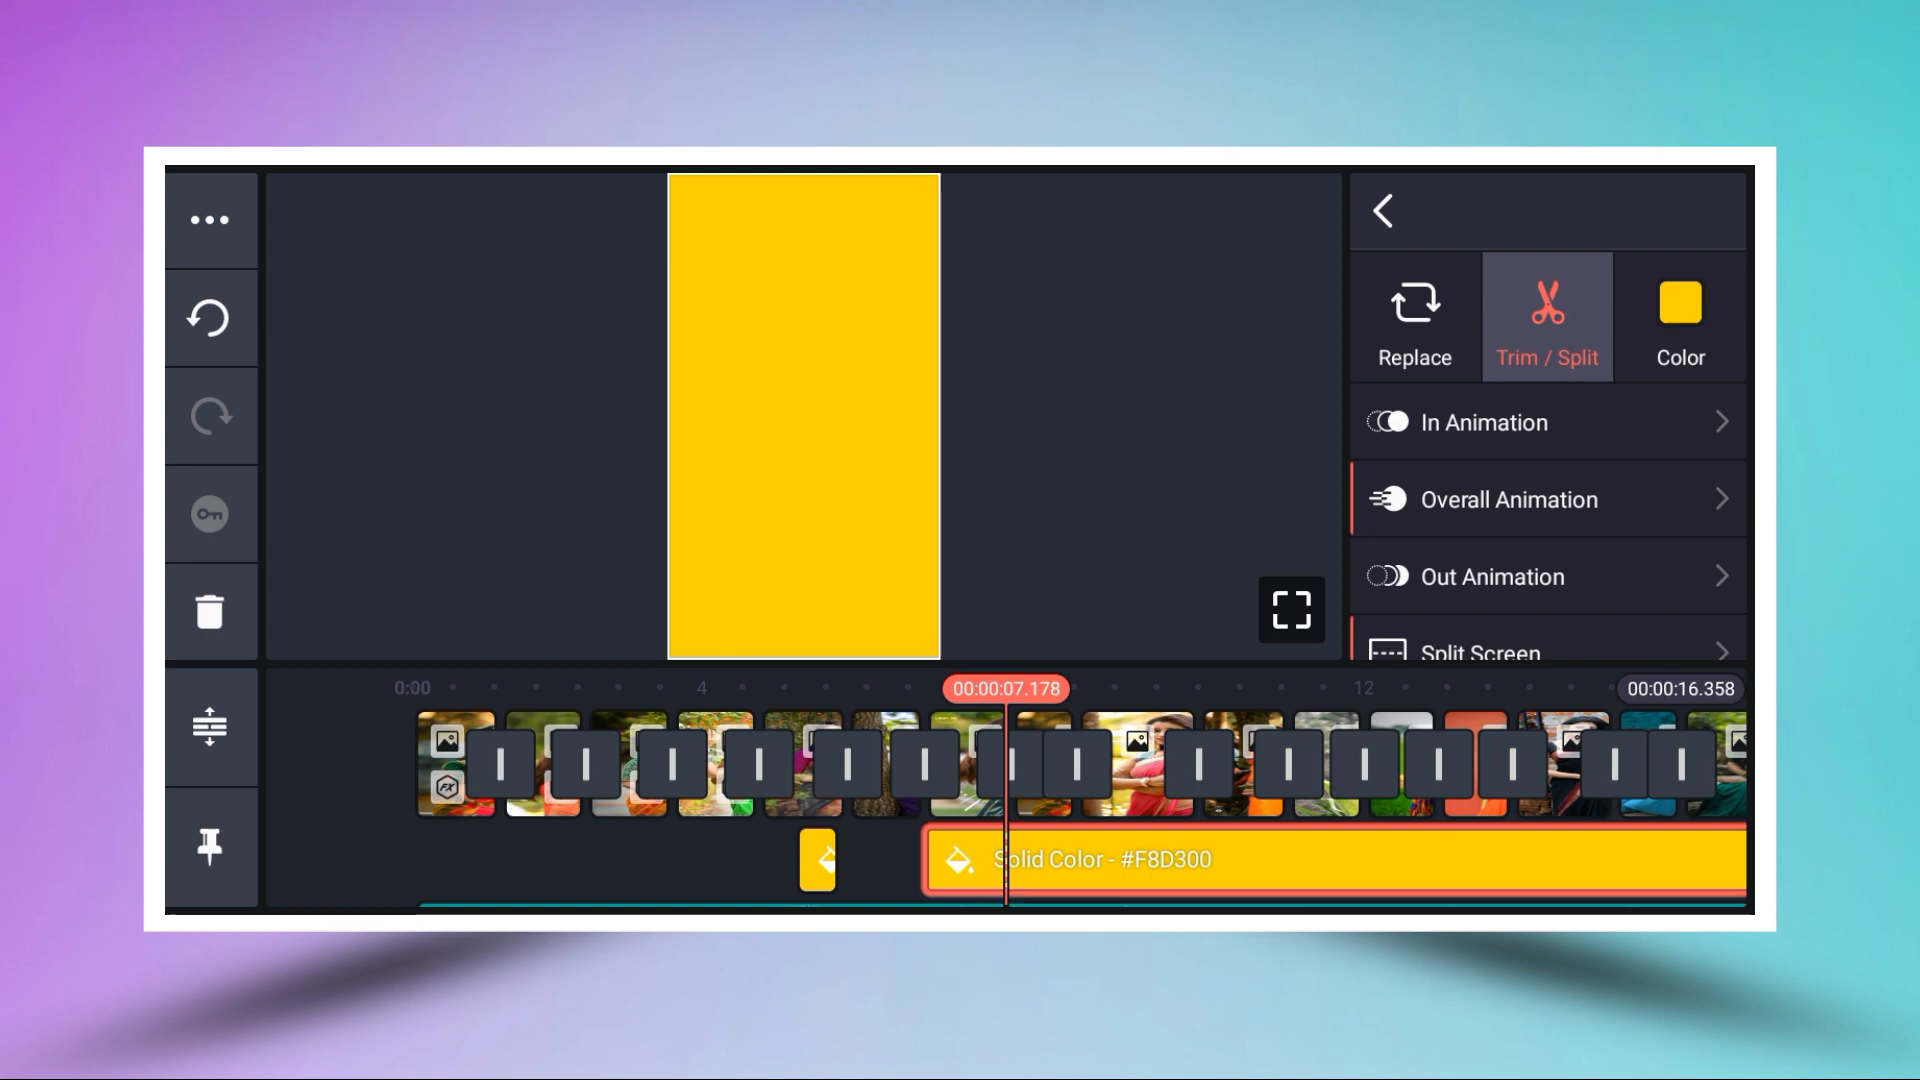 Replace
Trim / Split
Color
In Animation
Overall Animation
Out Animation
Split Screen
0:00
4
00:00:07.178
12
00:00:16.358
FX
Solid Color - #F8D300